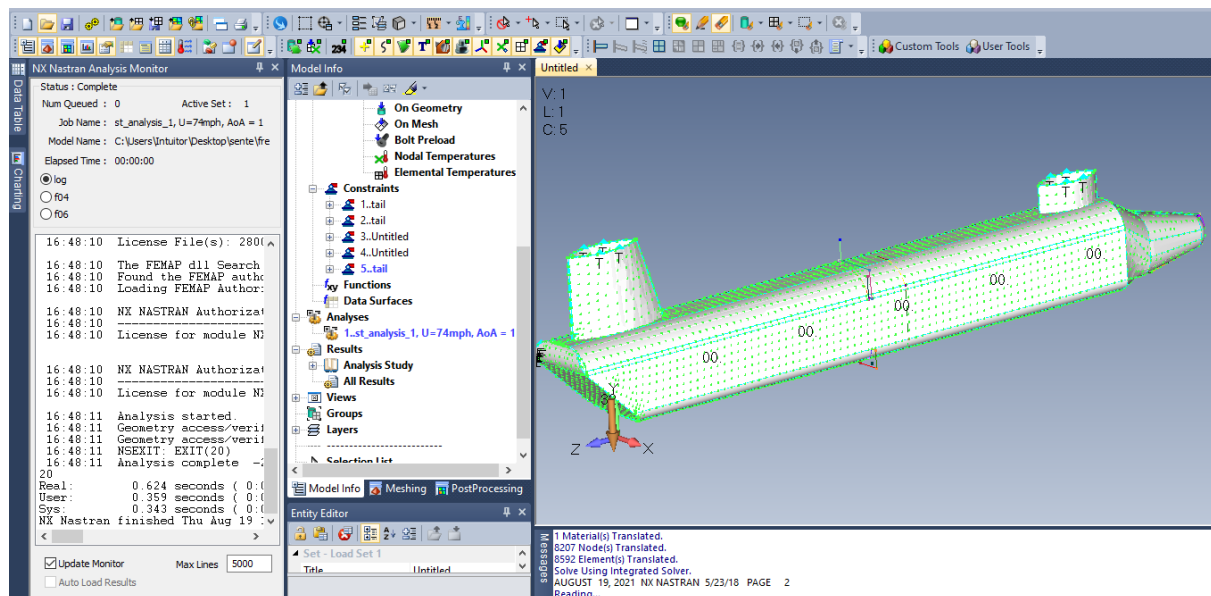 234
Custom Tools
User Tools
NX Nastran Analysis Monitor
Model Info
Untitled
Data Table
Charting
Status : Complete
Num Queued : 0 Active Set : 1
Job Name : st_analysis_1, U=74mph, AoA = 1
Model Name : C:\Users\Intuitor\Desktop\sente\fre
Elapsed Time : 00:00:00
log
f04
f06
16:48:10 License File(s): 2800
16:48:10 The FEMAP dll Search
16:48:10 Found the FEMAP autho
16:48:10 Loading FEMAP Author:
16:48:10 NX NASTRAN Authorizat
16:48:10 --------------------
16:48:10 License for module NX
16:48:10 NX NASTRAN Authorizat
16:48:10 --------------------
16:48:10 License for module NX
16:48:11 Analysis started.
16:48:11 Geometry access/verif
16:48:11 Geometry access/verif
16:48:11 NSEXIT: EXIT(20)
16:48:11 Analysis complete -2
20
Real: 0.624 seconds ( 0:0
User: 0.359 seconds ( 0:0
Sys: 0.343 seconds ( 0:0
NX Nastran finished Thu Aug 19
Update Monitor Max Lines 5000
Auto Load Results
On Geometry
On Mesh
Bolt Preload
Nodal Temperatures
Elemental Temperatures
Constraints
1..tail
2..tail
3..Untitled
4..Untitled
5..tail
Functions
Data Surfaces
Analyses
1..st_analysis_1, U=74mph, AoA = 1
Results
Analysis Study
All Results
Views
Groups
Layers
-------------------------
Selection List
Model Info Meshing PostProcessing
Entity Editor
Set - Load Set 1
Title Untitled
V: 1
L: 1
C: 5
T T T
T T T
00.
00.
00.
00.
Y
Z X
Messages
1 Material(s) Translated.
8207 Node(s) Translated.
8592 Element(s) Translated.
Solve Using Integrated Solver.
AUGUST 19, 2021 NX NASTRAN 5/23/18 PAGE 2
Reading...